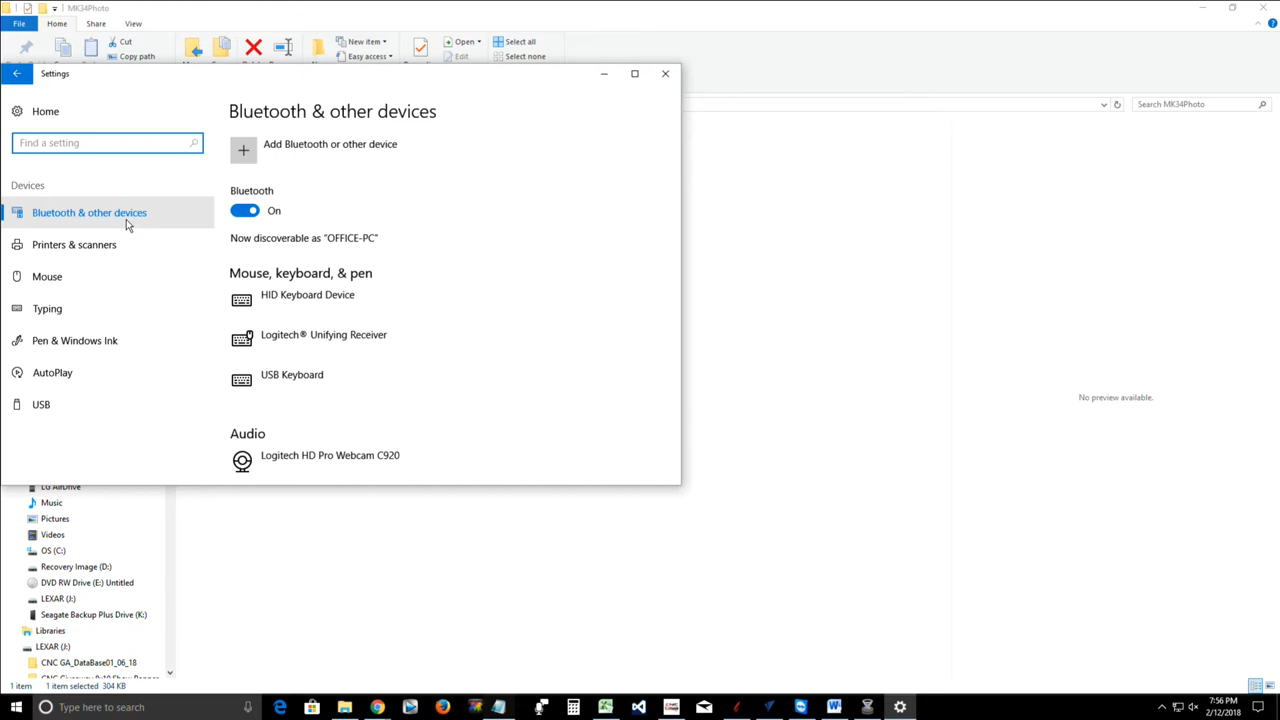 MK34Photo
File Home Share View
Cut
Copy path
New item
Easy access
Open
Edit
Select all
Select none
Search MK34Photo
Settings
Home
Find a setting
Devices
Bluetooth & other devices
Printers & scanners
Mouse
Typing
Pen & Windows Ink
AutoPlay
USB
Bluetooth & other devices
Add Bluetooth or other device
Bluetooth
On
Now discoverable as "OFFICE-PC"
Mouse, keyboard, & pen
HID Keyboard Device
Logitech® Unifying Receiver
USB Keyboard
Audio
Logitech HD Pro Webcam C920
No preview available.
LG AirDrive
Music
Pictures
Videos
OS (C:)
Recovery Image (D:)
DVD RW Drive (E:) Untitled
LEXAR (J:)
Seagate Backup Plus Drive (K:)
Libraries
LEXAR (J:)
CNC GA_DataBase01_06_18
1 item 1 item selected 304 KB
Type here to search
7:56 PM
2/12/2018